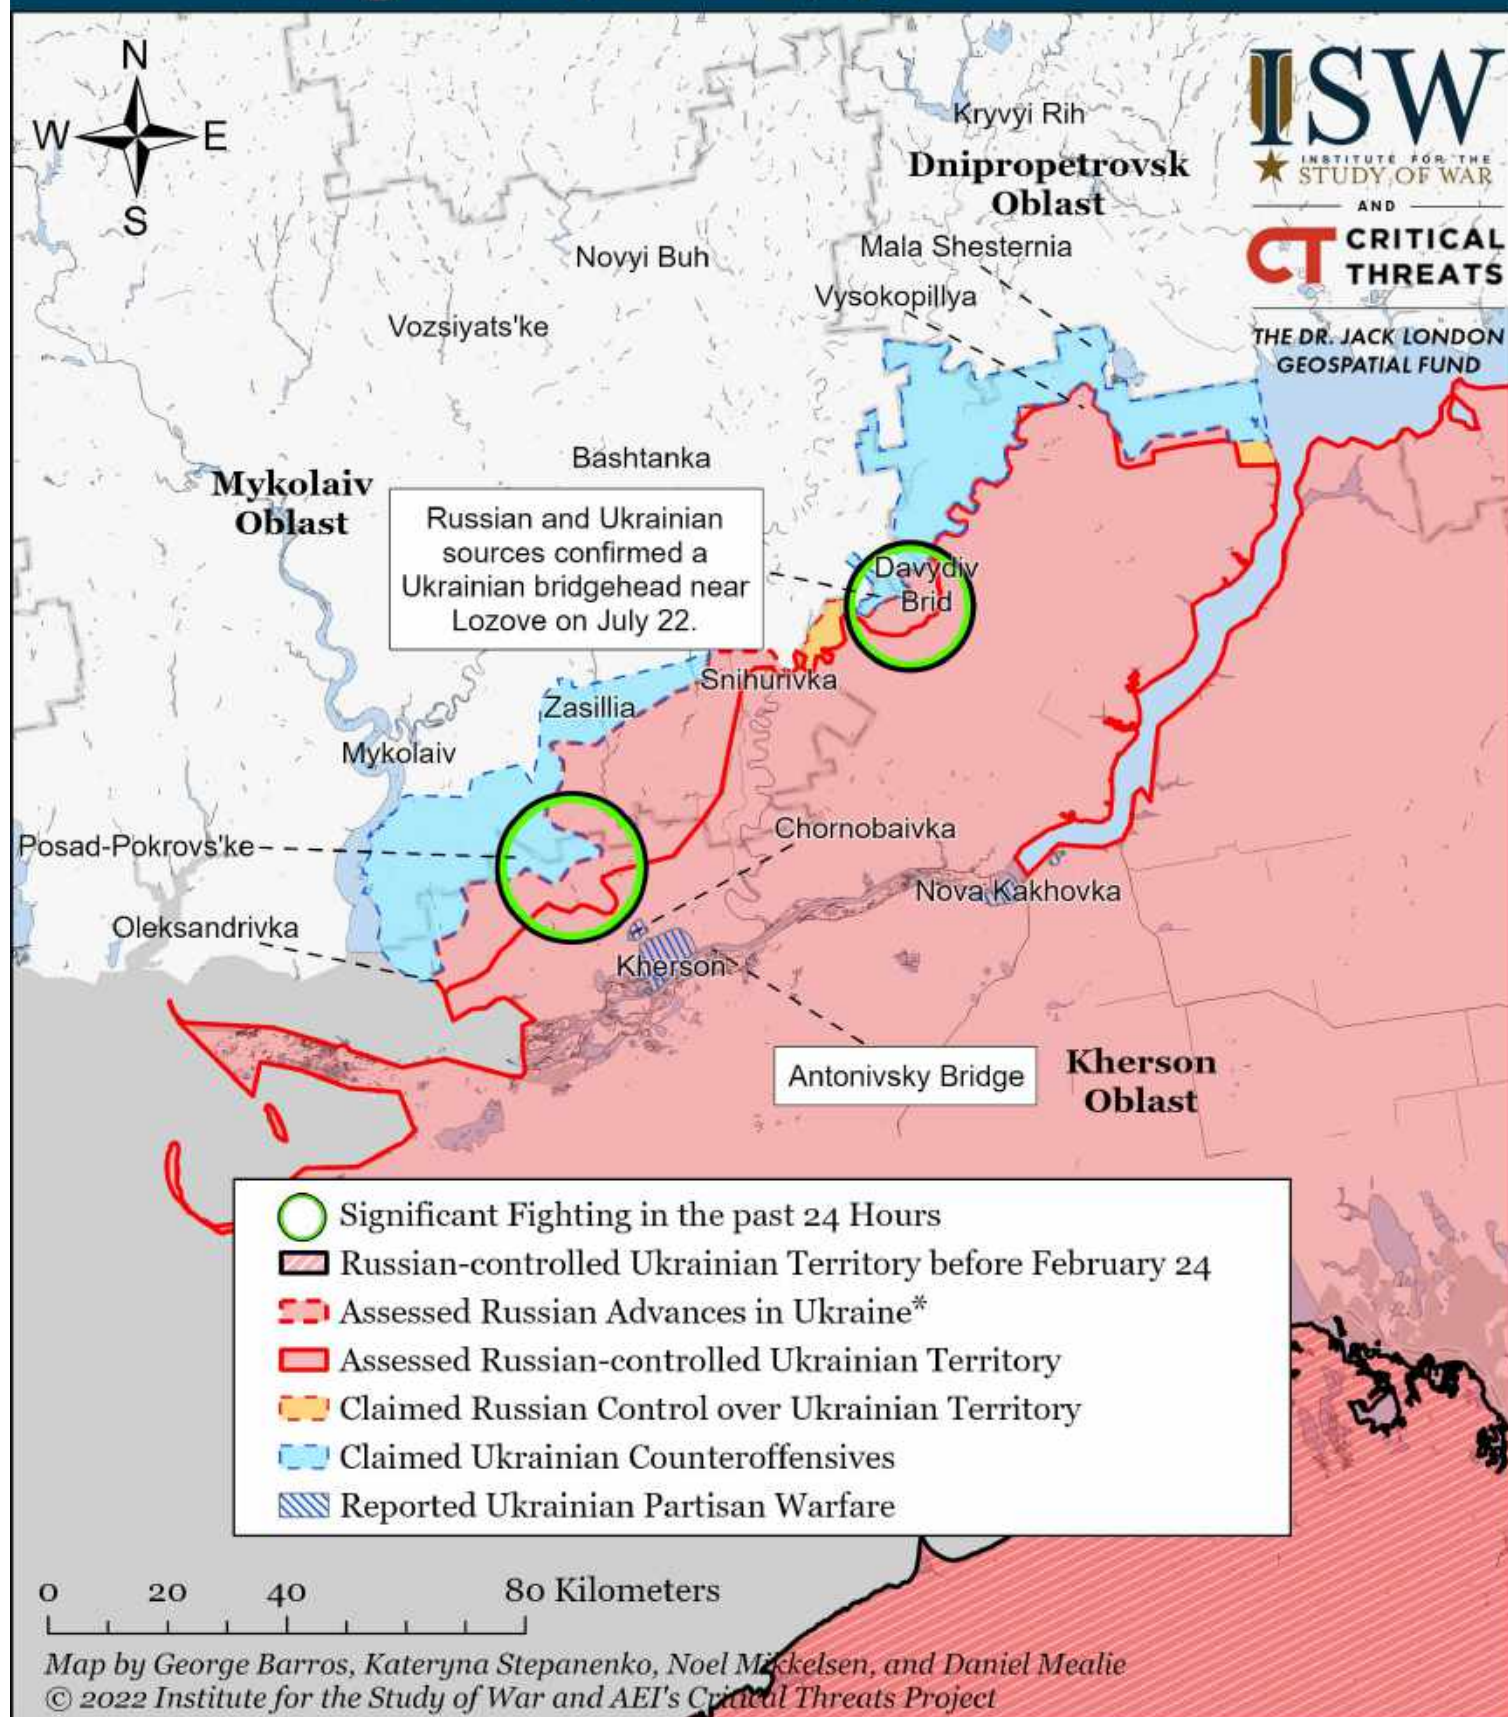 N
W
E
S
ISW
INSTITUTE FOR THE
STUDY OF WAR
AND
CT CRITICAL
THREATS
THE DR. JACK LONDON
GEOSPATIAL FUND
Kryvyi Rih
Dnipropetrovsk
Oblast
Mala Shesternia
Novyi Buh
Vysokopillya
Vozsiyats'ke
Bashtanka
Mykolaiv
Oblast
Russian and Ukrainian
sources confirmed a
Ukrainian bridgehead near
Lozove on July 22.
Davydiv
Brid
Snihurivka
Zasillia
Mykolaiv
Chornobaivka
Posad-Pokrovs'ke
Nova Kakhovka
Oleksandrivka
Kherson
Antonivsky Bridge
Kherson
Oblast
Significant Fighting in the past 24 Hours
Russian-controlled Ukrainian Territory before February 24
Assessed Russian Advances in Ukraine*
Assessed Russian-controlled Ukrainian Territory
Claimed Russian Control over Ukrainian Territory
Claimed Ukrainian Counteroffensives
Reported Ukrainian Partisan Warfare
0 20 40 80 Kilometers
Map by George Barros, Kateryna Stepanenko, Noel Mikkelsen, and Daniel Mealie
© 2022 Institute for the Study of War and AEI's Critical Threats Project